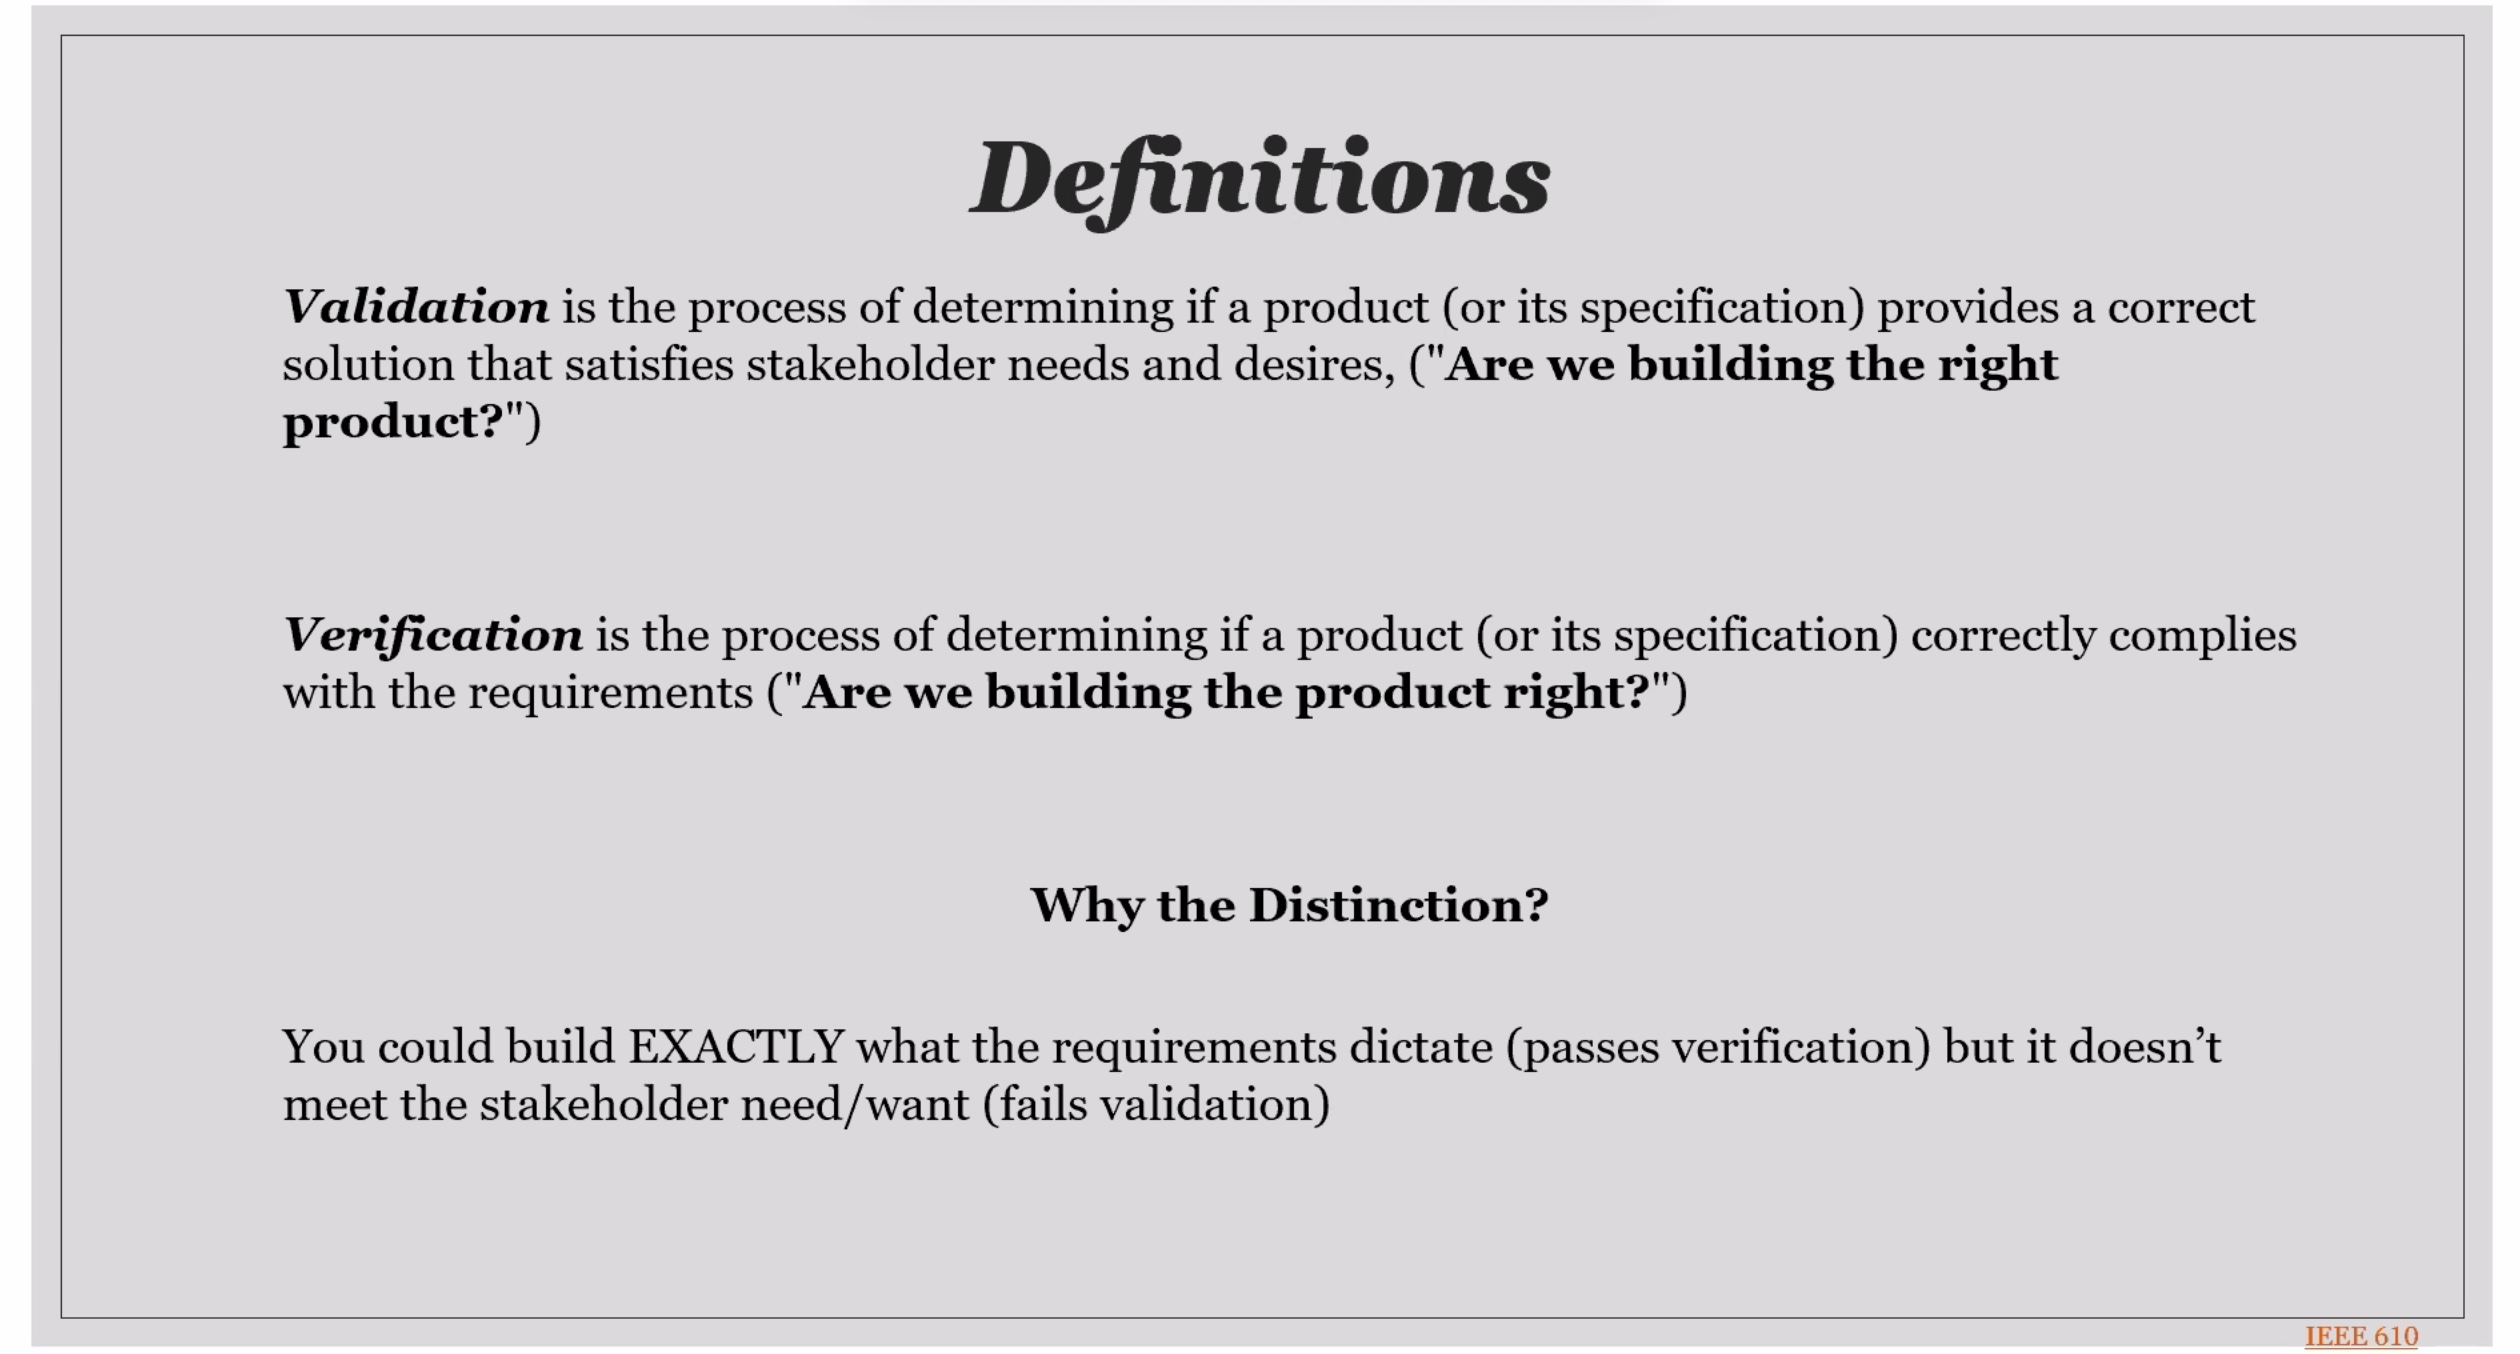 Definitions
Validation is the process of determining if a product (or its specification) provides a correct
solution that satisfies stakeholder needs and desires, ("Are we building the right
product?")
Verification is the process of determining if a product (or its specification) correctly complies
with the requirements ("Are we building the product right?")
Why the Distinction?
You could build EXACTLY what the requirements dictate (passes verification) but it doesn’t
meet the stakeholder need/want (fails validation)
IEEE 610